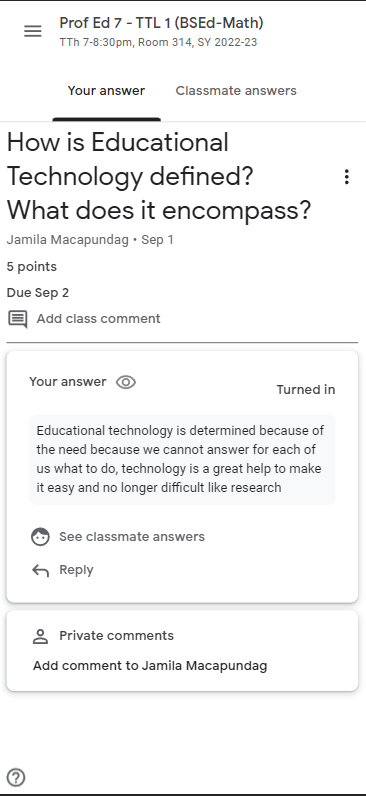 Prof Ed 7 - TTL 1 (BSEd-Math)
TTh 7-8:30pm, Room 314, SY 2022-23
Your answer
Classmate answers
How is Educational
Technology defined?
What does it encompass?
Jamila Macapundag • Sep 1
5 points
Due Sep 2
Add class comment
Your answer
Turned in
Educational technology is determined because of
the need because we cannot answer for each of
us what to do, technology is a great help to make
it easy and no longer difficult like research
See classmate answers
Reply
Private comments
Add comment to Jamila Macapundag